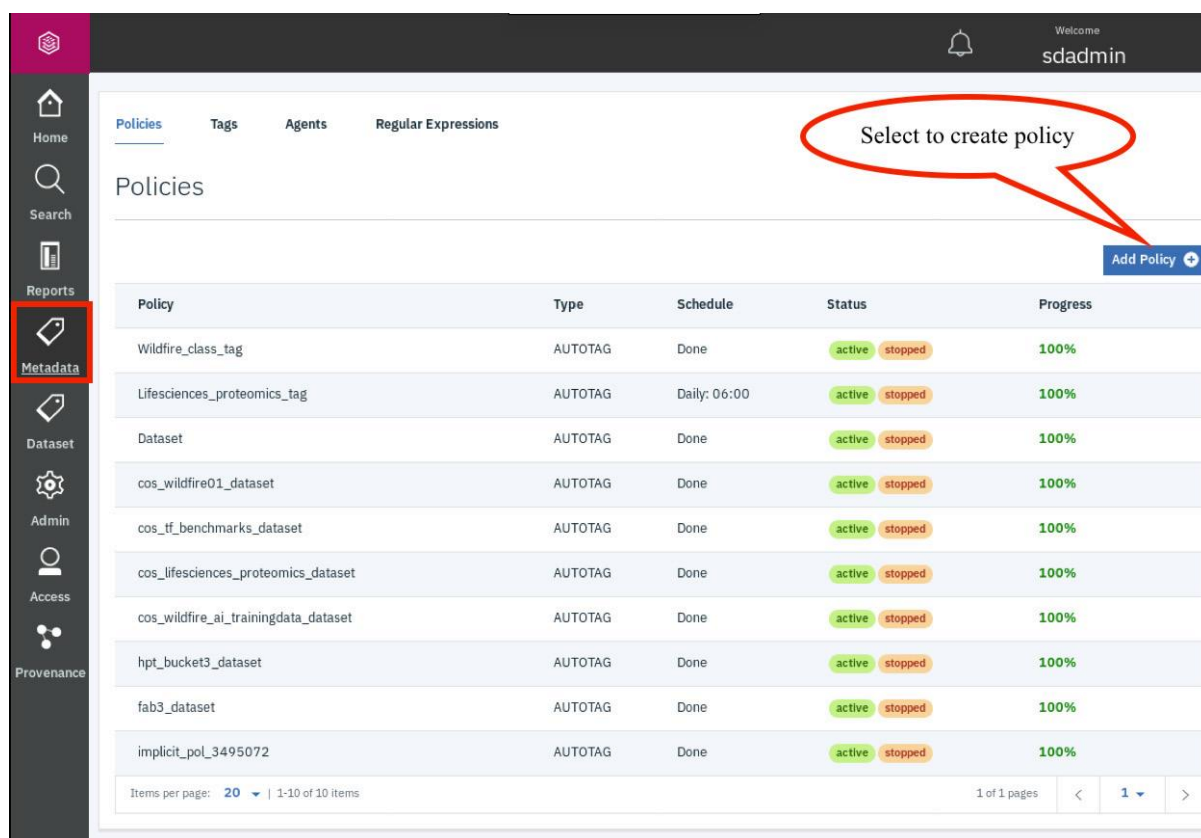 Welcome
sdadmin
Home
Search
Reports
Metadata
Dataset
Admin
Access
Provenance
Policies Tags Agents Regular Expressions
Select to create policy
Policies
Add Policy
Policy Type Schedule Status Progress
Wildfire_class_tag AUTOTAG Done active stopped 100%
Lifesciences_proteomics_tag AUTOTAG Daily: 06:00 active stopped 100%
Dataset AUTOTAG Done active stopped 100%
cos_wildfire01_dataset AUTOTAG Done active stopped 100%
cos_tf_benchmarks_dataset AUTOTAG Done active stopped 100%
cos_lifesciences_proteomics_dataset AUTOTAG Done active stopped 100%
cos_wildfire_ai_trainingdata_dataset AUTOTAG Done active stopped 100%
hpt_bucket3_dataset AUTOTAG Done active stopped 100%
fab3_dataset AUTOTAG Done active stopped 100%
implicit_pol_3495072 AUTOTAG Done active stopped 100%
Items per page: 20 | 1-10 of 10 items 1 of 1 pages < 1 >